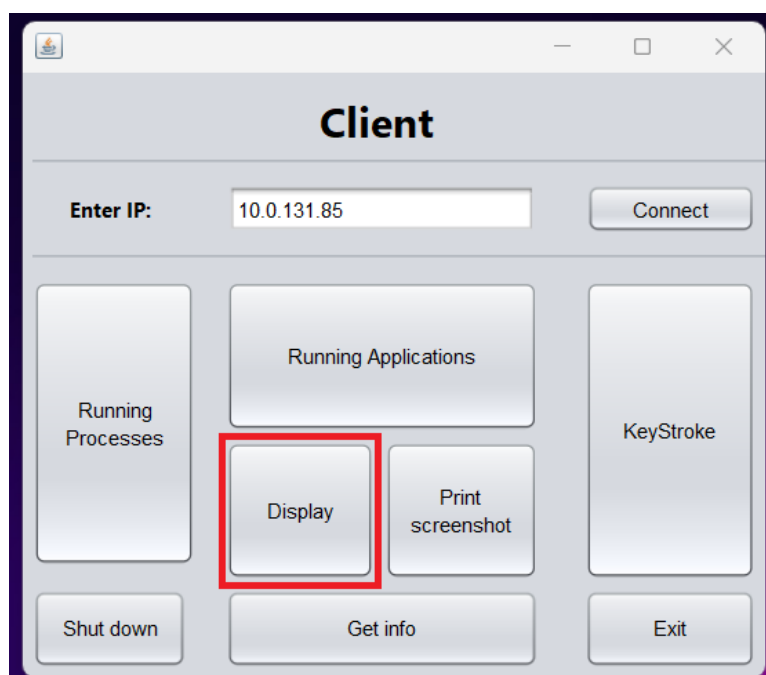 Client
Enter IP:
10.0.131.85
Connect
Running
Processes
Running Applications
KeyStroke
Display
Print
screenshot
Shut down
Get info
Exit